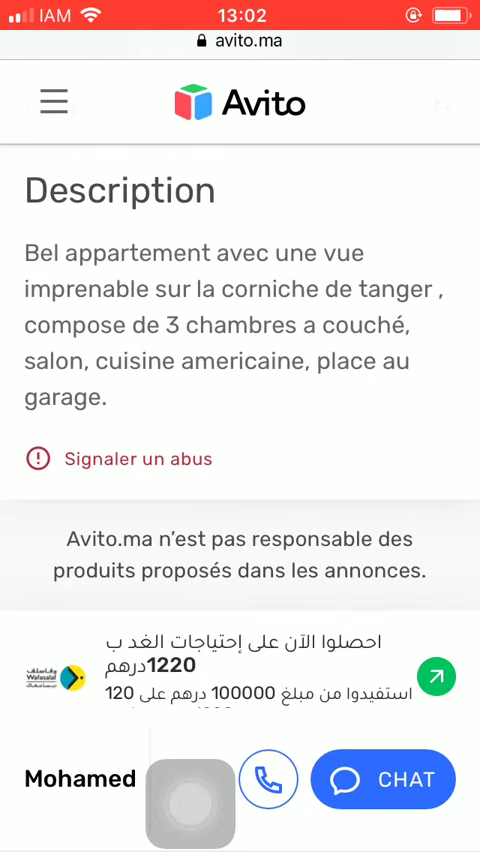 IAM 13:02
avito.ma
Avito
Description
Bel appartement avec une vue
imprenable sur la corniche de tanger ,
compose de 3 chambres a couché,
salon, cuisine americaine, place au
garage.
Signaler un abus
Avito.ma n’est pas responsable des
produits proposés dans les annonces.
احصلوا الآن على إحتياجات الغد ب
1220درهم
وفاسلف
Wafasalaf
استفيدوا من مبلغ 100000 درهم على 120
Mohamed
CHAT